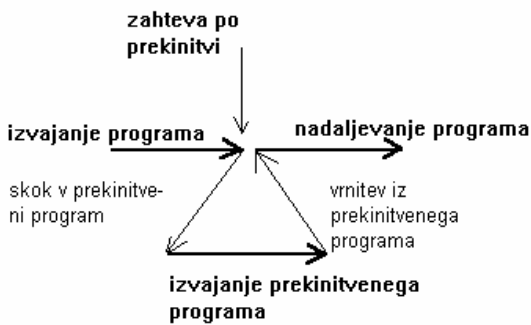 zahteva po
prekinitvi
izvajanje programa
nadaljevanje programa
skok v prekinitve-
ni program
vrnitev iz
prekinitvenega
programa
izvajanje prekinitvenega
programa